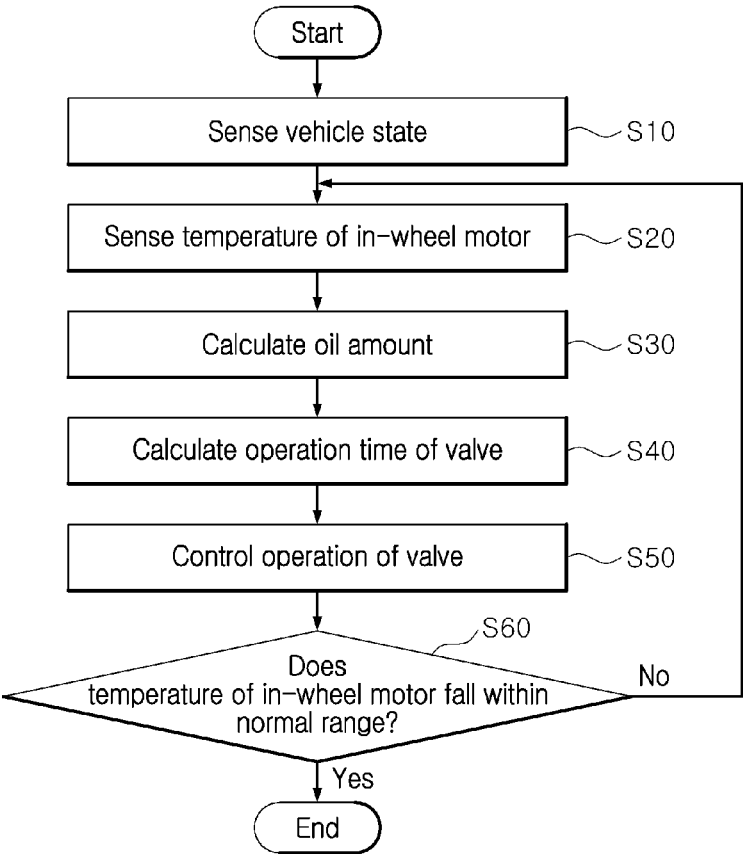 Start
Sense vehicle state
S10
Sense temperature of in-wheel motor
S20
Calculate oil amount
S30
Calculate operation time of valve
S40
Control operation of valve
S50
S60
Does
temperature of in-wheel motor fall within
normal range?
No
Yes
End